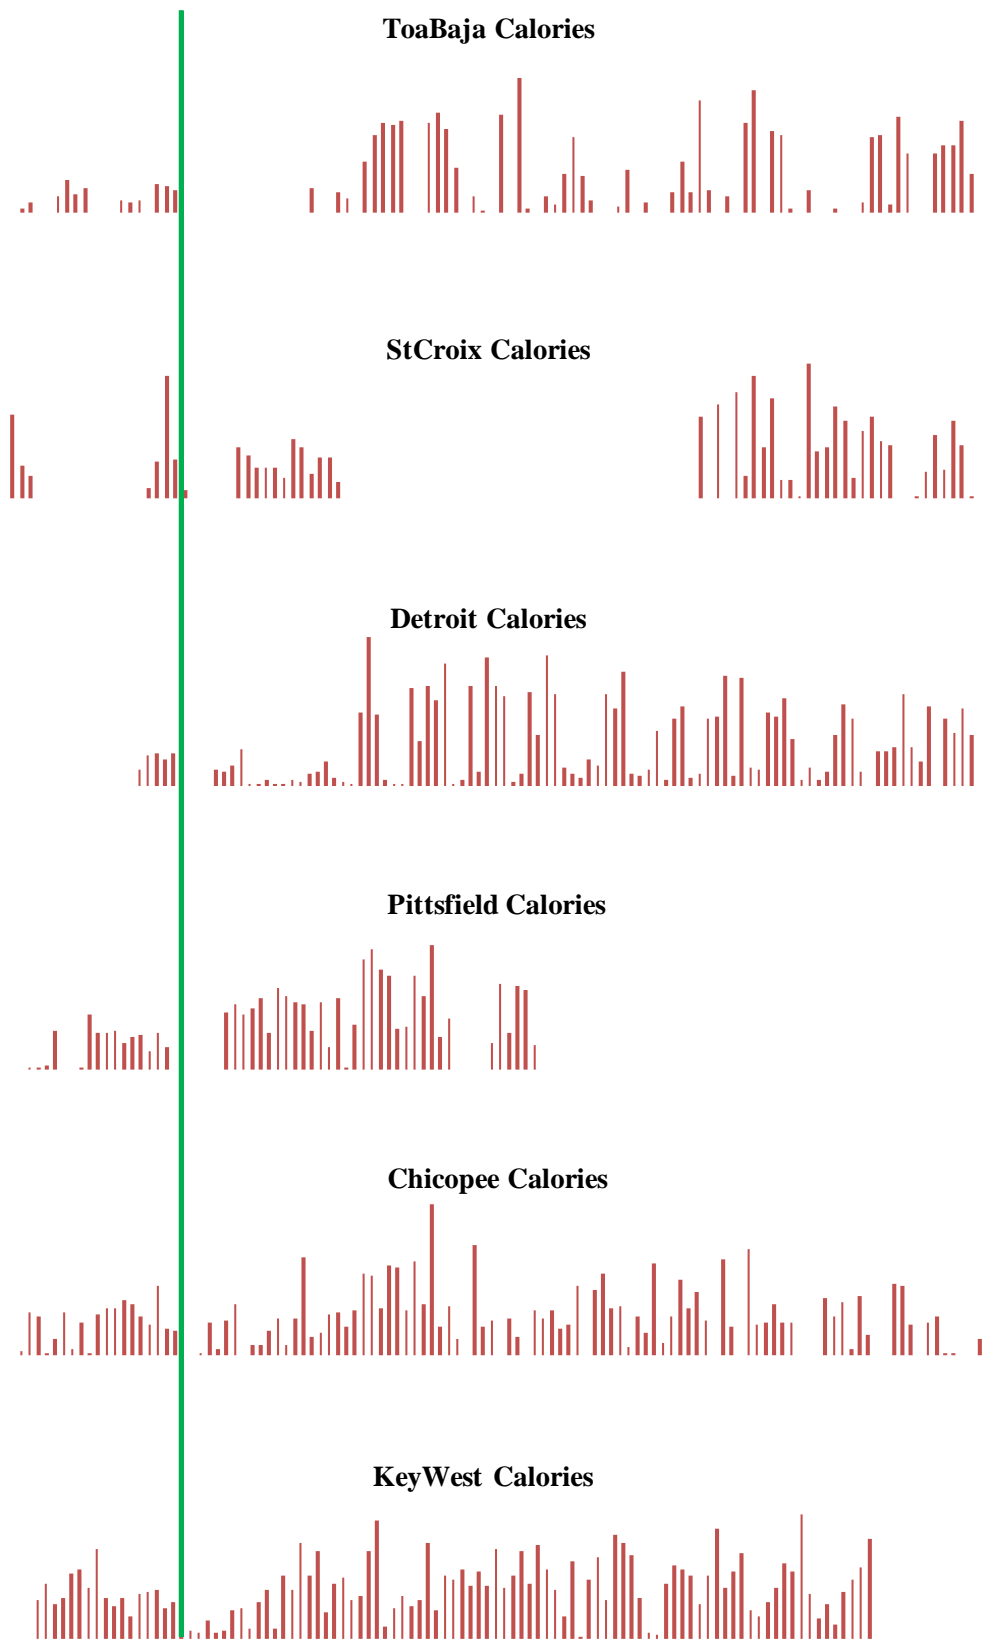 ToaBaja Calories
StCroix Calories
Detroit Calories
Pittsfield Calories
Chicopee Calories
KeyWest Calories